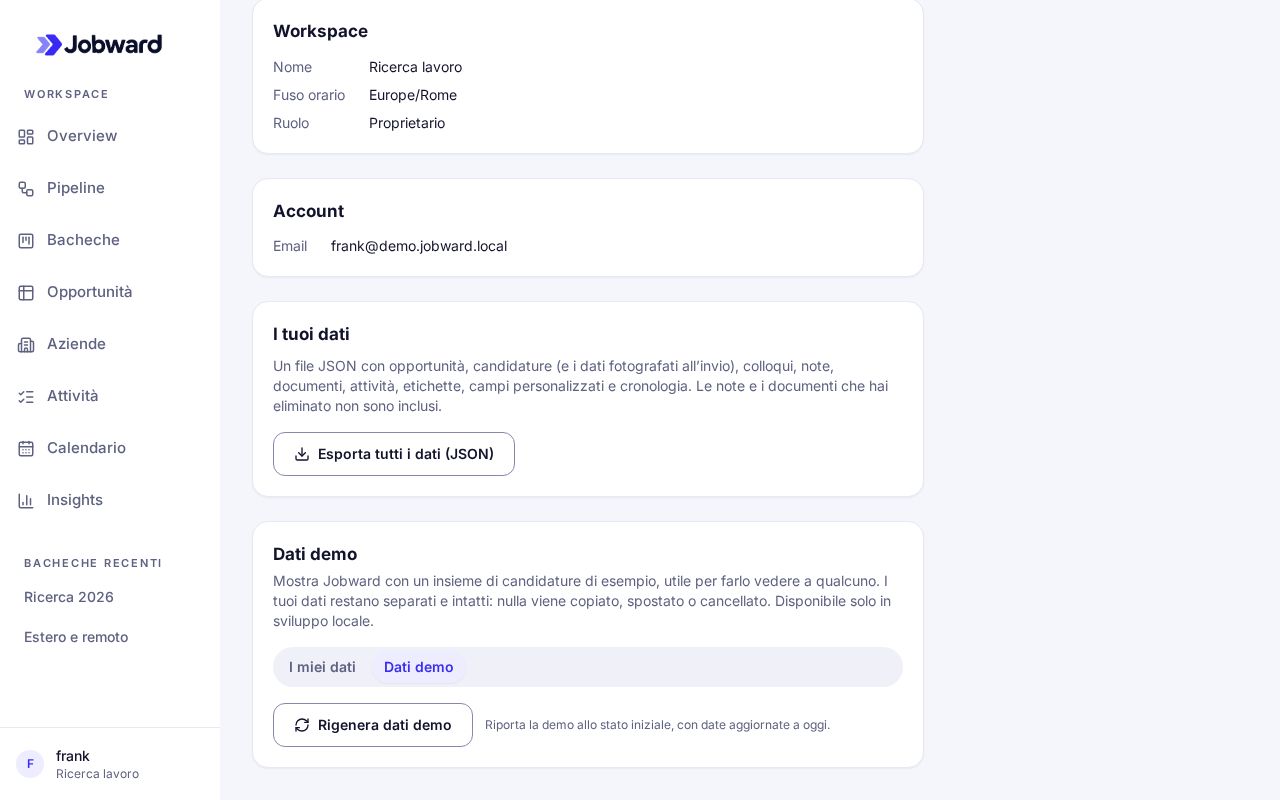 Jobward
WORKSPACE
Overview
Pipeline
Bacheche
Opportunità
Aziende
Attività
Calendario
Insights
BACHECHE RECENTI
Ricerca 2026
Estero e remoto
F
frank
Ricerca lavoro
Workspace
Nome Ricerca lavoro
Fuso orario Europe/Rome
Ruolo Proprietario
Account
Email frank@demo.jobward.local
I tuoi dati
Un file JSON con opportunità, candidature (e i dati fotografati all’invio), colloqui, note,
documenti, attività, etichette, campi personalizzati e cronologia. Le note e i documenti che hai
eliminato non sono inclusi.
Esporta tutti i dati (JSON)
Dati demo
Mostra Jobward con un insieme di candidature di esempio, utile per farlo vedere a qualcuno. I
tuoi dati restano separati e intatti: nulla viene copiato, spostato o cancellato. Disponibile solo in
sviluppo locale.
I miei dati Dati demo
Rigenera dati demo Riporta la demo allo stato iniziale, con date aggiornate a oggi.